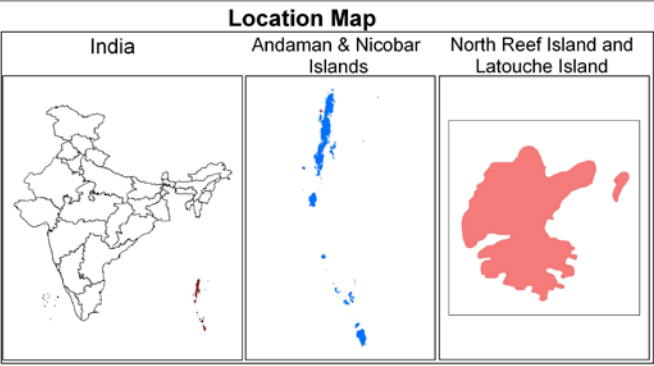 Location Map
India
Andaman & Nicobar
Islands
North Reef Island and
Latouche Island